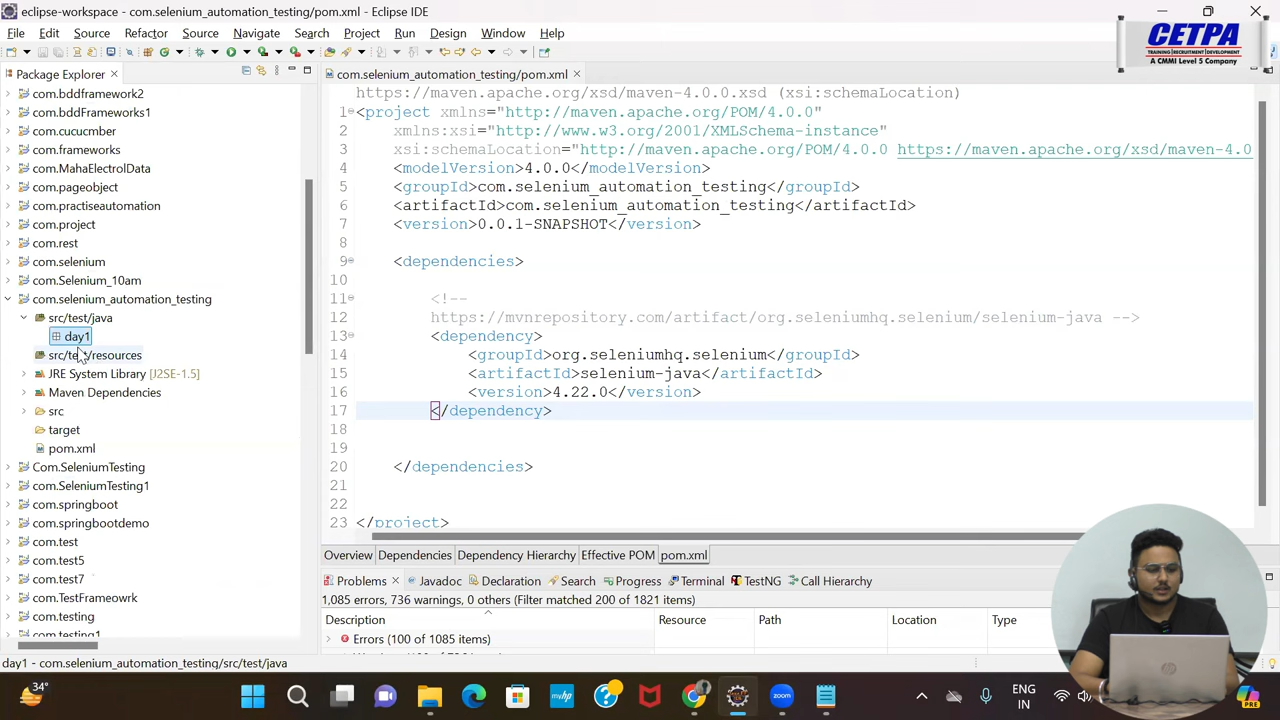 eclipse-workspace - com.selenium_automation_testing/pom.xml - Eclipse IDE
File Edit Source Refactor Source Navigate Search Project Run Design Window Help
CETPA
TRAINING|RECRUITMENT|DEVELOPMENT
A CMMI Level 5 Company
Package Explorer
com.bddframework2
com.bddFrameworks1
com.cucucmber
com.frameworks
com.MahaElectrolData
com.pageobject
com.practiseautomation
com.project
com.rest
com.selenium
com.Selenium_10am
com.selenium_automation_testing
src/test/java
day1
src/test/resources
JRE System Library [J2SE-1.5]
Maven Dependencies
src
target
pom.xml
Com.SeleniumTesting
com.SeleniumTesting1
com.springboot
com.springbootdemo
com.test
com.test5
com.test7
com.TestFrameowrk
com.testing
com.testing1
com.selenium_automation_testing/pom.xml
https://maven.apache.org/xsd/maven-4.0.0.xsd (xsi:schemaLocation)
1 <project xmlns="http://maven.apache.org/POM/4.0.0"
2 xmlns:xsi="http://www.w3.org/2001/XMLSchema-instance"
3 xsi:schemaLocation="http://maven.apache.org/POM/4.0.0 https://maven.apache.org/xsd/maven-4.0
4 <modelVersion>4.0.0</modelVersion>
5 <groupId>com.selenium_automation_testing</groupId>
6 <artifactId>com.selenium_automation_testing</artifactId>
7 <version>0.0.1-SNAPSHOT</version>
8
9 <dependencies>
10
11 <!--
12 https://mvnrepository.com/artifact/org.seleniumhq.selenium/selenium-java -->
13 <dependency>
14 <groupId>org.seleniumhq.selenium</groupId>
15 <artifactId>selenium-java</artifactId>
16 <version>4.22.0</version>
17 </dependency>
18
19
20 </dependencies>
21
22
23 </project>
Overview Dependencies Dependency Hierarchy Effective POM pom.xml
Problems Javadoc Declaration Search Progress Terminal TestNG Call Hierarchy
1,085 errors, 736 warnings, 0 others (Filter matched 200 of 1821 items)
Description Resource Path Location Type
Errors (100 of 1085 items)
day1 - com.selenium_automation_testing/src/test/java
34°
ENG
IN
PRE